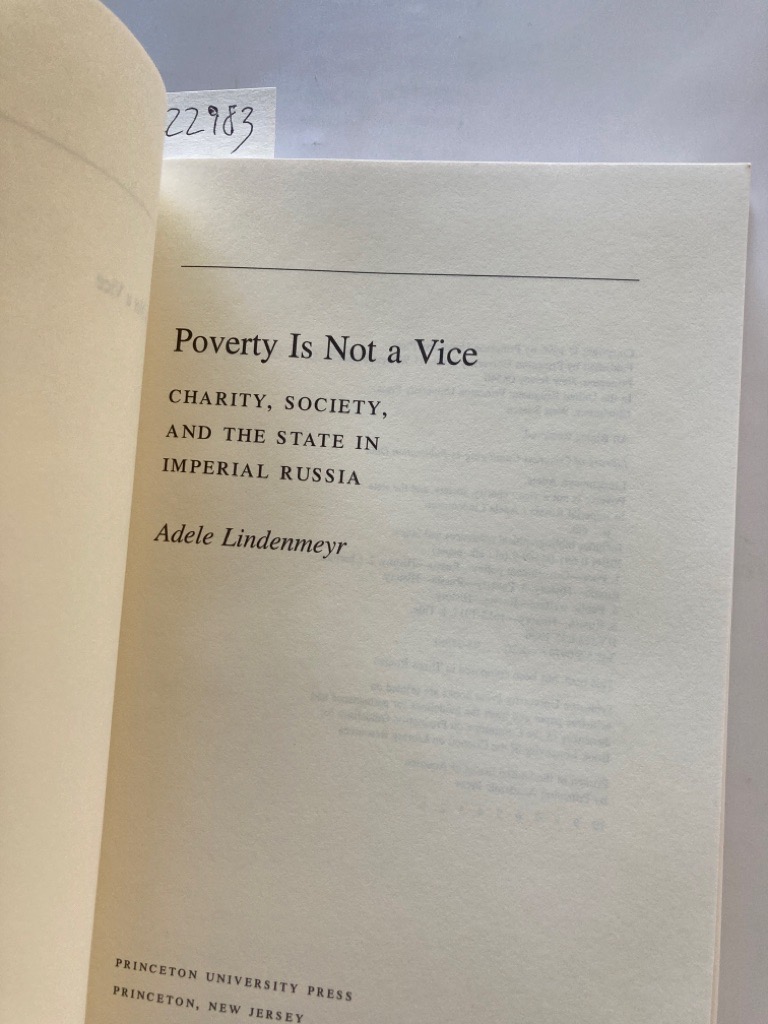 22983
Poverty Is Not a Vice
CHARITY, SOCIETY,
AND THE STATE IN
IMPERIAL RUSSIA
Adele Lindenmeyr
PRINCETON UNIVERSITY PRESS
PRINCETON, NEW JERSEY